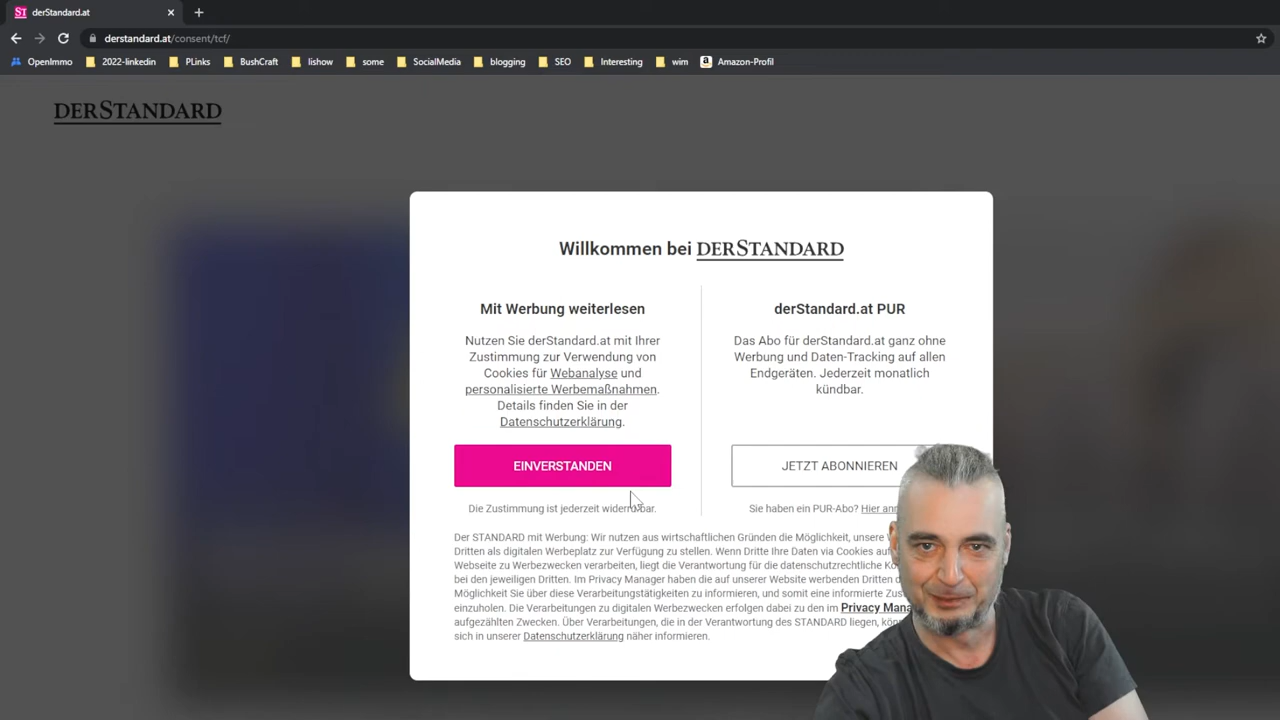 derStandard.at
derstandard.at/consent/tcf/
OpenImmo 2022-linkedin PLinks BushCraft lishow some SocialMedia blogging SEO Interesting wim Amazon-Profil
DERSTANDARD
Willkommen bei DERSTANDARD
Mit Werbung weiterlesen
Nutzen Sie derStandard.at mit Ihrer
Zustimmung zur Verwendung von
Cookies für Webanalyse und
personalisierte Werbemaßnahmen.
Details finden Sie in der
Datenschutzerklärung.
EINVERSTANDEN
Die Zustimmung ist jederzeit widerrufbar.
derStandard.at PUR
Das Abo für derStandard.at ganz ohne
Werbung und Daten-Tracking auf allen
Endgeräten. Jederzeit monatlich
kündbar.
JETZT ABONNIEREN
Sie haben ein PUR-Abo? Hier
Der STANDARD mit Werbung: Wir nutzen aus wirtschaftlichen Gründen die Möglichkeit, unsere
Dritten als digitalen Werbeplatz zur Verfügung zu stellen. Wenn Dritte Ihre Daten via Cookies
Webseite zu Werbezwecken verarbeiten, liegt die Verantwortung für die datenschutzrechtliche
bei den jeweiligen Dritten. Im Privacy Manager haben die auf unserer Website werbenden Dritten
Möglichkeit Sie über diese Verarbeitungstätigkeiten zu informieren, und somit eine informierte
einzuholen. Die Verarbeitungen zu digitalen Werbezwecken erfolgen dabei zu den im Privacy
aufgezählten Zwecken. Über Verarbeitungen, die in der Verantwortung des STANDARD liegen,
sich in unserer Datenschutzerklärung näher informieren.